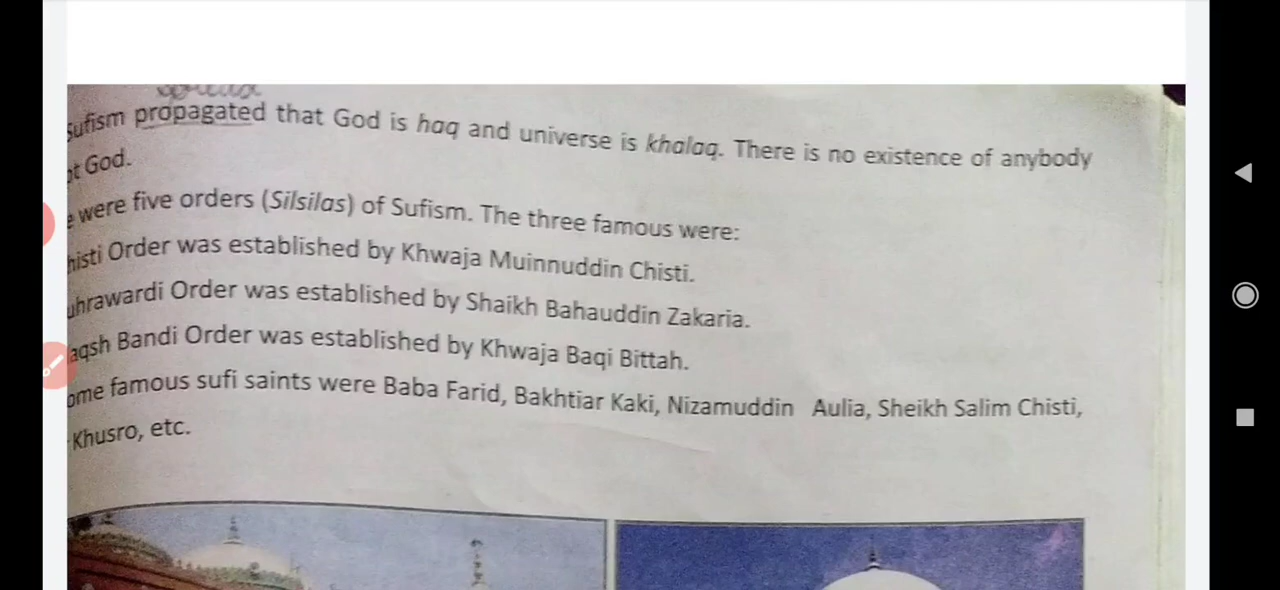 spread
Sufism propagated that God is haq and universe is khalaq. There is no existence of anybody
God.
were five orders (Silsilas) of Sufism. The three famous were:
histi Order was established by Khwaja Muinnuddin Chisti.
uhrawardi Order was established by Shaikh Bahauddin Zakaria.
aqsh Bandi Order was established by Khwaja Baqi Bittah.
ome famous sufi saints were Baba Farid, Bakhtiar Kaki, Nizamuddin Aulia, Sheikh Salim Chisti,
Khusro, etc.